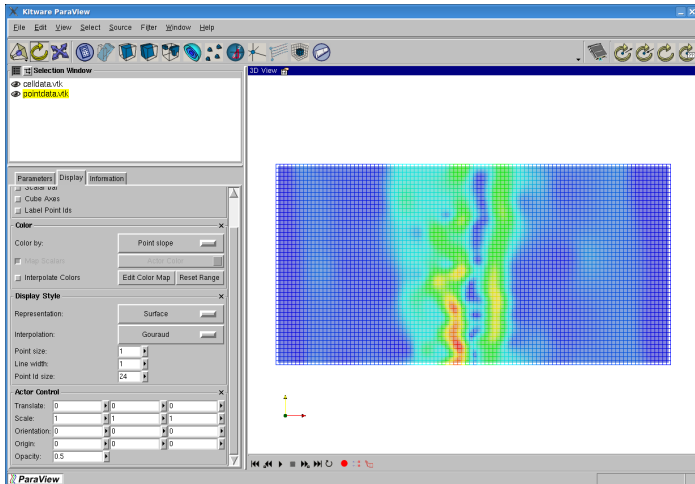 Kitware ParaView
File Edit View Select Source Filter Window Help
Selection Window
3D View
celldata.vtk
pointdata.vtk
Parameters Display Information
Scalar bar
Cube Axes
Label Point Ids
Color
Color by: Point slope
Map Scalars Actor Color
Interpolate Colors Edit Color Map Reset Range
Display Style
Representation: Surface
Interpolation: Gouraud
Point size: 1
Line width: 1
Point Id size: 24
Actor Control
Translate: 0 0 0
Scale: 1 1 1
Orientation: 0 0 0
Origin: 0 0 0
Opacity: 0.5
ParaView